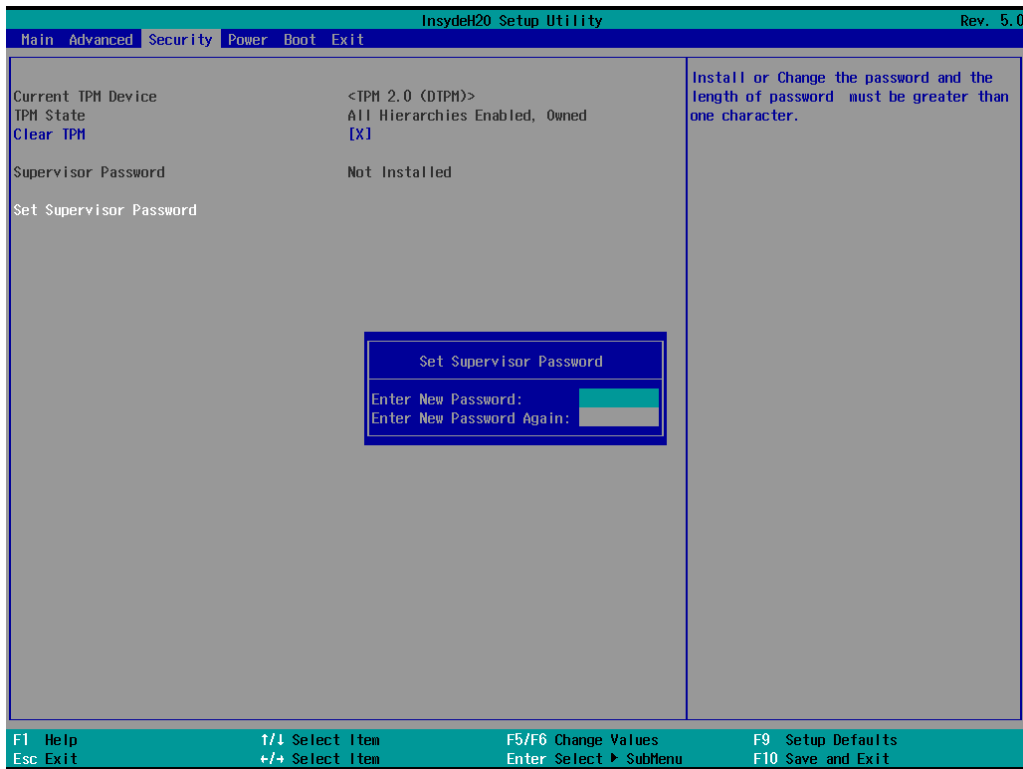 InsydeH20 Setup Utility Rev. 5.0
Main Advanced Security Power Boot Exit
Current TPM Device <TPM 2.0 (DTPM)>
TPM State All Hierarchies Enabled, Owned
Clear TPM [X]
Supervisor Password Not Installed
Set Supervisor Password
Install or Change the password and the
length of password must be greater than
one character.
Set Supervisor Password
Enter New Password:
Enter New Password Again:
F1 Help ↑/↓ Select Item F5/F6 Change Values F9 Setup Defaults
Esc Exit ←/→ Select Item Enter Select ▶ SubMenu F10 Save and Exit